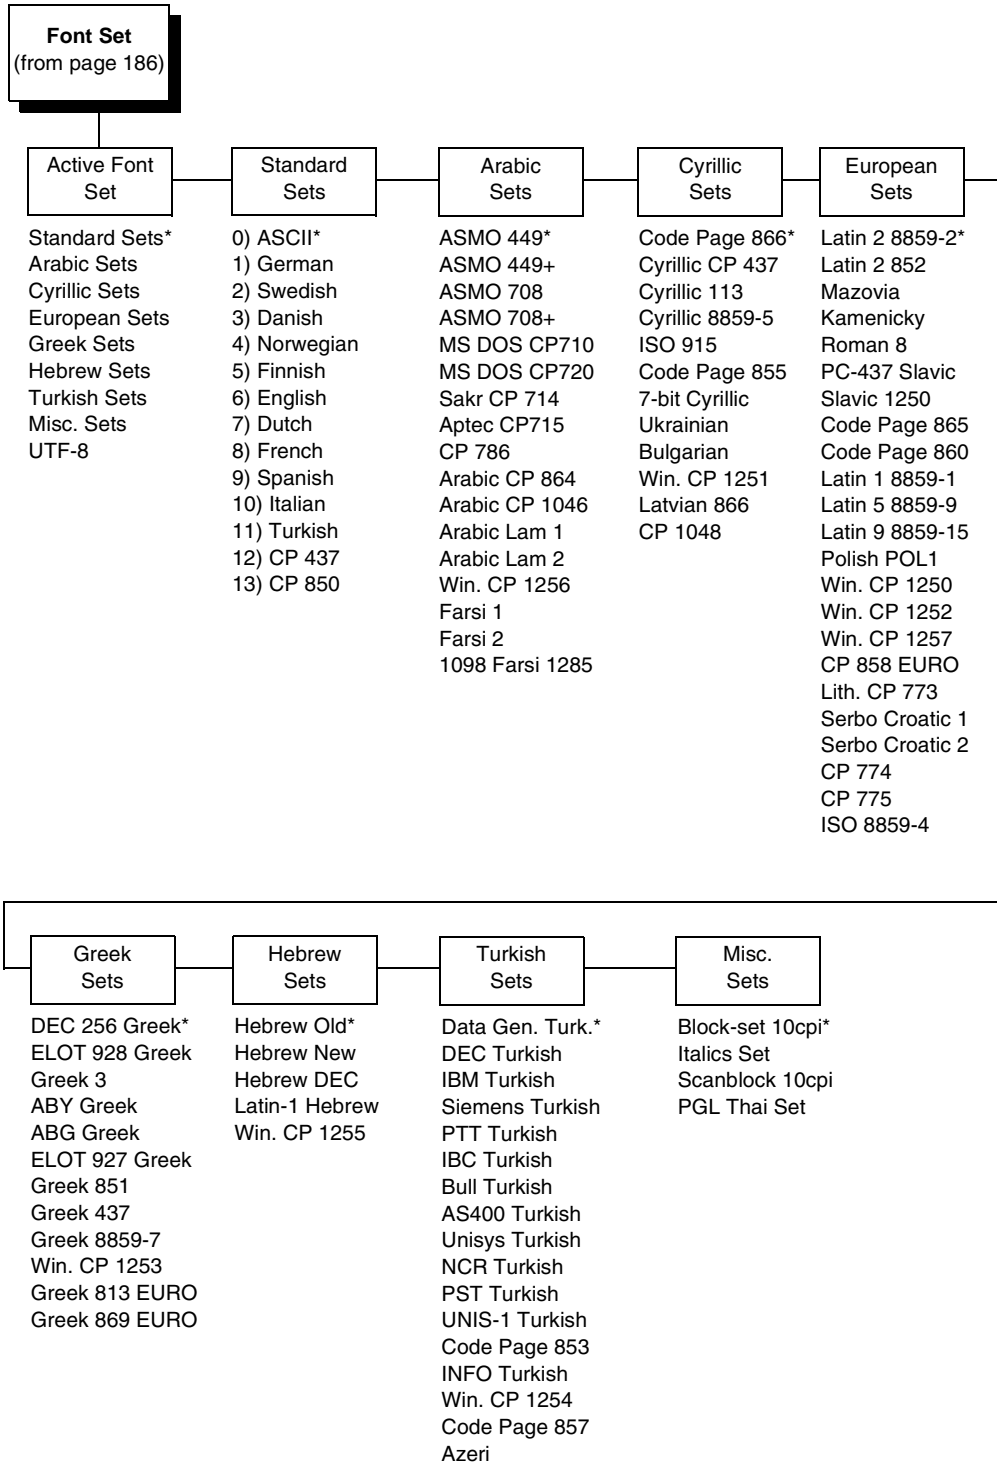 Font Set
(from page 186)
Active Font
Set
Standard Sets*
Arabic Sets
Cyrillic Sets
European Sets
Greek Sets
Hebrew Sets
Turkish Sets
Misc. Sets
UTF-8
Standard
Sets
0) ASCII*
1) German
2) Swedish
3) Danish
4) Norwegian
5) Finnish
6) English
7) Dutch
8) French
9) Spanish
10) Italian
11) Turkish
12) CP 437
13) CP 850
Arabic
Sets
ASMO 449*
ASMO 449+
ASMO 708
ASMO 708+
MS DOS CP710
MS DOS CP720
Sakr CP 714
Aptec CP715
CP 786
Arabic CP 864
Arabic CP 1046
Arabic Lam 1
Arabic Lam 2
Win. CP 1256
Farsi 1
Farsi 2
1098 Farsi 1285
Cyrillic
Sets
Code Page 866*
Cyrillic CP 437
Cyrillic 113
Cyrillic 8859-5
ISO 915
Code Page 855
7-bit Cyrillic
Ukrainian
Bulgarian
Win. CP 1251
Latvian 866
CP 1048
European
Sets
Latin 2 8859-2*
Latin 2 852
Mazovia
Kamenicky
Roman 8
PC-437 Slavic
Slavic 1250
Code Page 865
Code Page 860
Latin 1 8859-1
Latin 5 8859-9
Latin 9 8859-15
Polish POL1
Win. CP 1250
Win. CP 1252
Win. CP 1257
CP 858 EURO
Lith. CP 773
Serbo Croatic 1
Serbo Croatic 2
CP 774
CP 775
ISO 8859-4
Greek
Sets
DEC 256 Greek*
ELOT 928 Greek
Greek 3
ABY Greek
ABG Greek
ELOT 927 Greek
Greek 851
Greek 437
Greek 8859-7
Win. CP 1253
Greek 813 EURO
Greek 869 EURO
Hebrew
Sets
Hebrew Old*
Hebrew New
Hebrew DEC
Latin-1 Hebrew
Win. CP 1255
Turkish
Sets
Data Gen. Turk.*
DEC Turkish
IBM Turkish
Siemens Turkish
PTT Turkish
IBC Turkish
Bull Turkish
AS400 Turkish
Unisys Turkish
NCR Turkish
PST Turkish
UNIS-1 Turkish
Code Page 853
INFO Turkish
Win. CP 1254
Code Page 857
Azeri
Misc.
Sets
Block-set 10cpi*
Italics Set
Scanblock 10cpi
PGL Thai Set